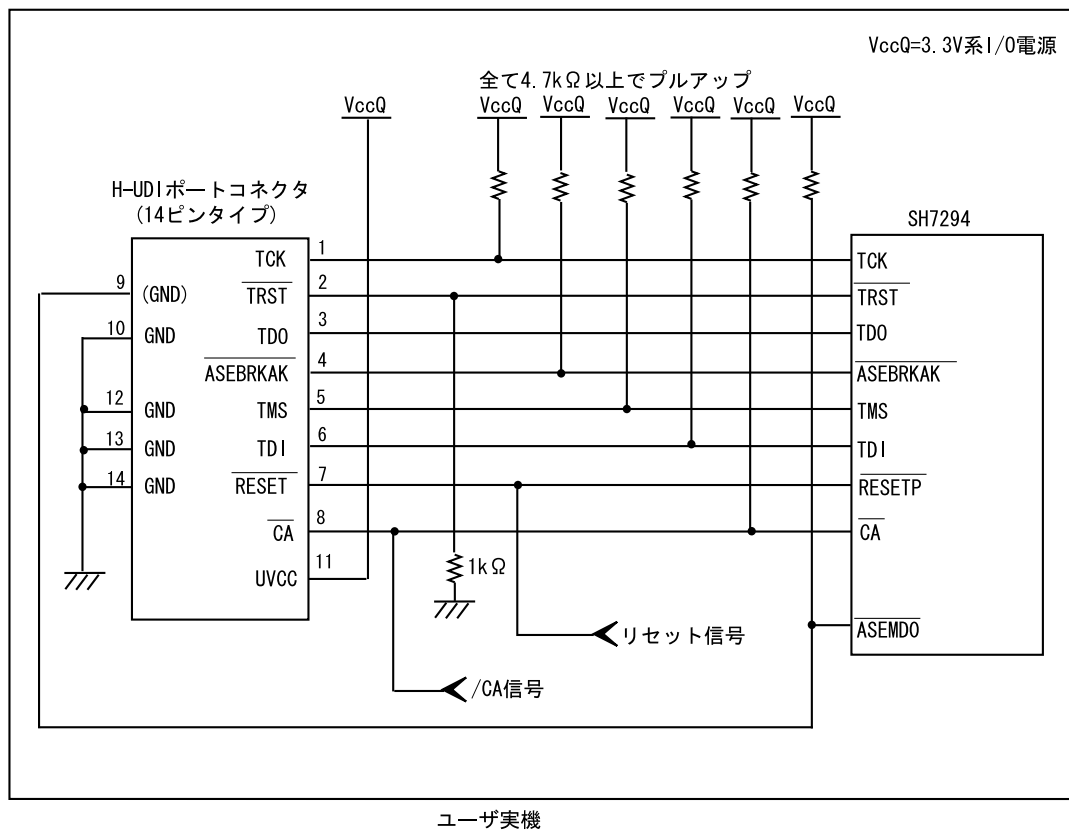 VccQ=3.3V系I/O電源
全て4.7kΩ以上でプルアップ
VccQ VccQ VccQ VccQ VccQ VccQ VccQ
H-UDIポートコネクタ
(14ピンタイプ)
SH7294
TCK 1 TCK
9 (GND) TRST 2 TRST
10 GND TDO 3 TDO
ASEBRKAK 4 ASEBRKAK
12 GND TMS 5 TMS
13 GND TDI 6 TDI
14 GND RESET 7 RESETP
CA 8 CA
UVCC 11
1kΩ
ASEMD0
リセット信号
/CA信号
ユーザ実機